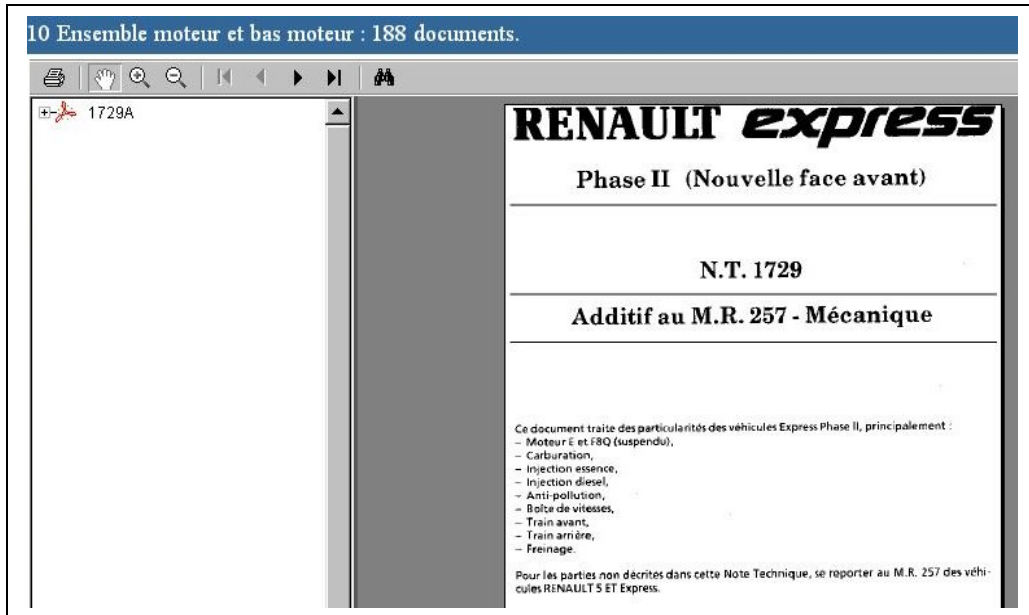 10 Ensemble moteur et bas moteur : 188 documents.
1729A
RENAULT express
Phase II (Nouvelle face avant)
N.T. 1729
Additif au M.R. 257 - Mécanique
Ce document traite des particularités des véhicules Express Phase II, principalement :
– Moteur E et F8Q (suspendu),
– Carburation,
– Injection essence,
– Injection diesel,
– Anti-pollution,
– Boîte de vitesses,
– Train avant,
– Train arrière,
– Freinage.
Pour les parties non décrites dans cette Note Technique, se reporter au M.R. 257 des véhi-
cules RENAULT 5 ET Express.